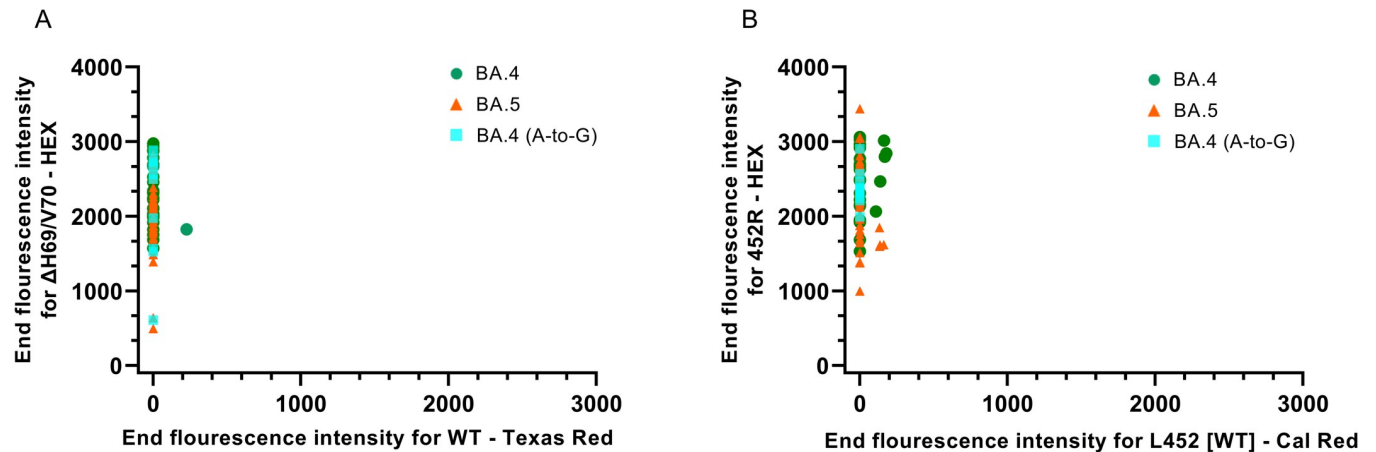 A
End flourescence intensity
for ΔH69/V70 - HEX
4000
3000
2000
1000
0
0 1000 2000 3000
End flourescence intensity for WT - Texas Red
BA.4
BA.5
BA.4 (A-to-G)
B
End flourescence intensity
for 452R - HEX
4000
3000
2000
1000
0
0 1000 2000 3000
End flourescence intensity for L452 [WT] - Cal Red
BA.4
BA.5
BA.4 (A-to-G)